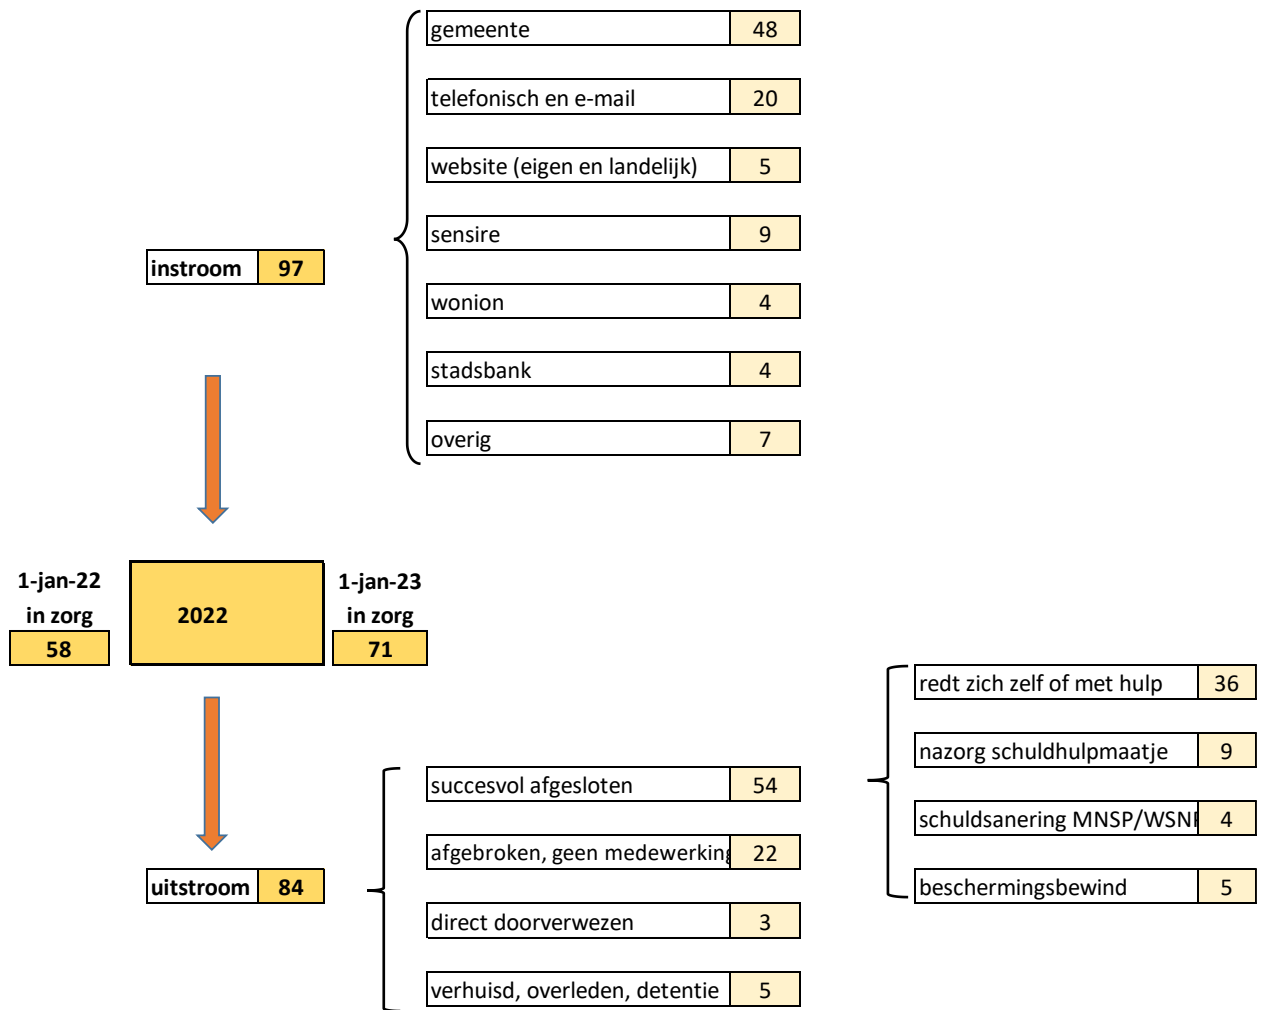 gemeente 48
telefonisch en e-mail 20
website (eigen en landelijk) 5
sensire 9
instroom 97
wonion 4
stadsbank 4
overig 7
1-jan-22
in zorg
58
2022
1-jan-23
in zorg
71
redt zich zelf of met hulp 36
nazorg schuldhulpmaatje 9
succesvol afgesloten 54
schuldsanering MNSP/WSNP 4
afgebroken, geen medewerking 22
uitstroom 84
beschermingsbewind 5
direct doorverwezen 3
verhuisd, overleden, detentie 5